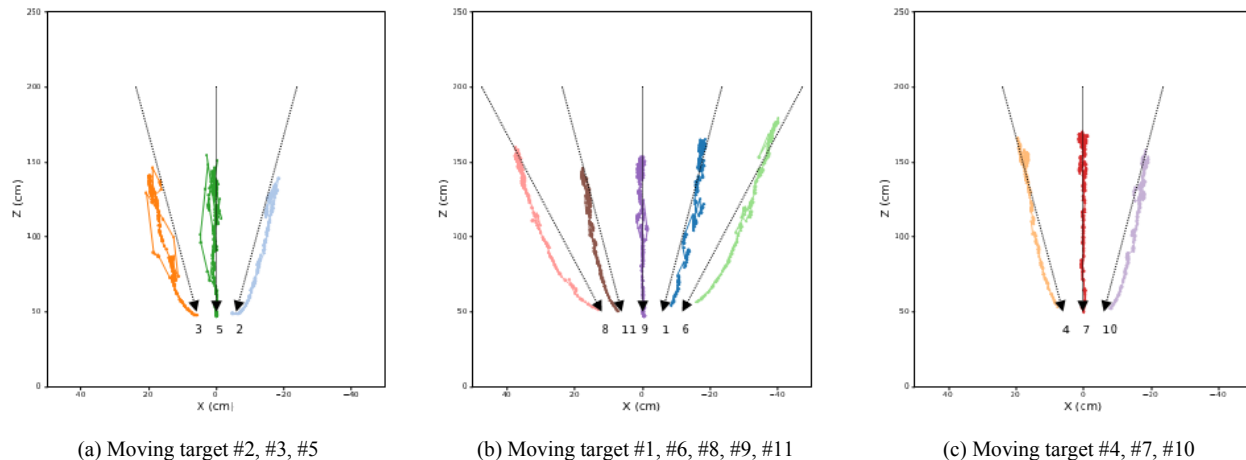 250
200
150
100
50
0
Z (cm)
40 20 0 −20 −40
X (cm)
3 5 2
(a) Moving target #2, #3, #5
250
200
150
100
50
0
Z (cm)
40 20 0 −20 −40
X (cm)
8 11 9 1 6
(b) Moving target #1, #6, #8, #9, #11
250
200
150
100
50
0
Z (cm)
40 20 0 −20 −40
X (cm)
4 7 10
(c) Moving target #4, #7, #10